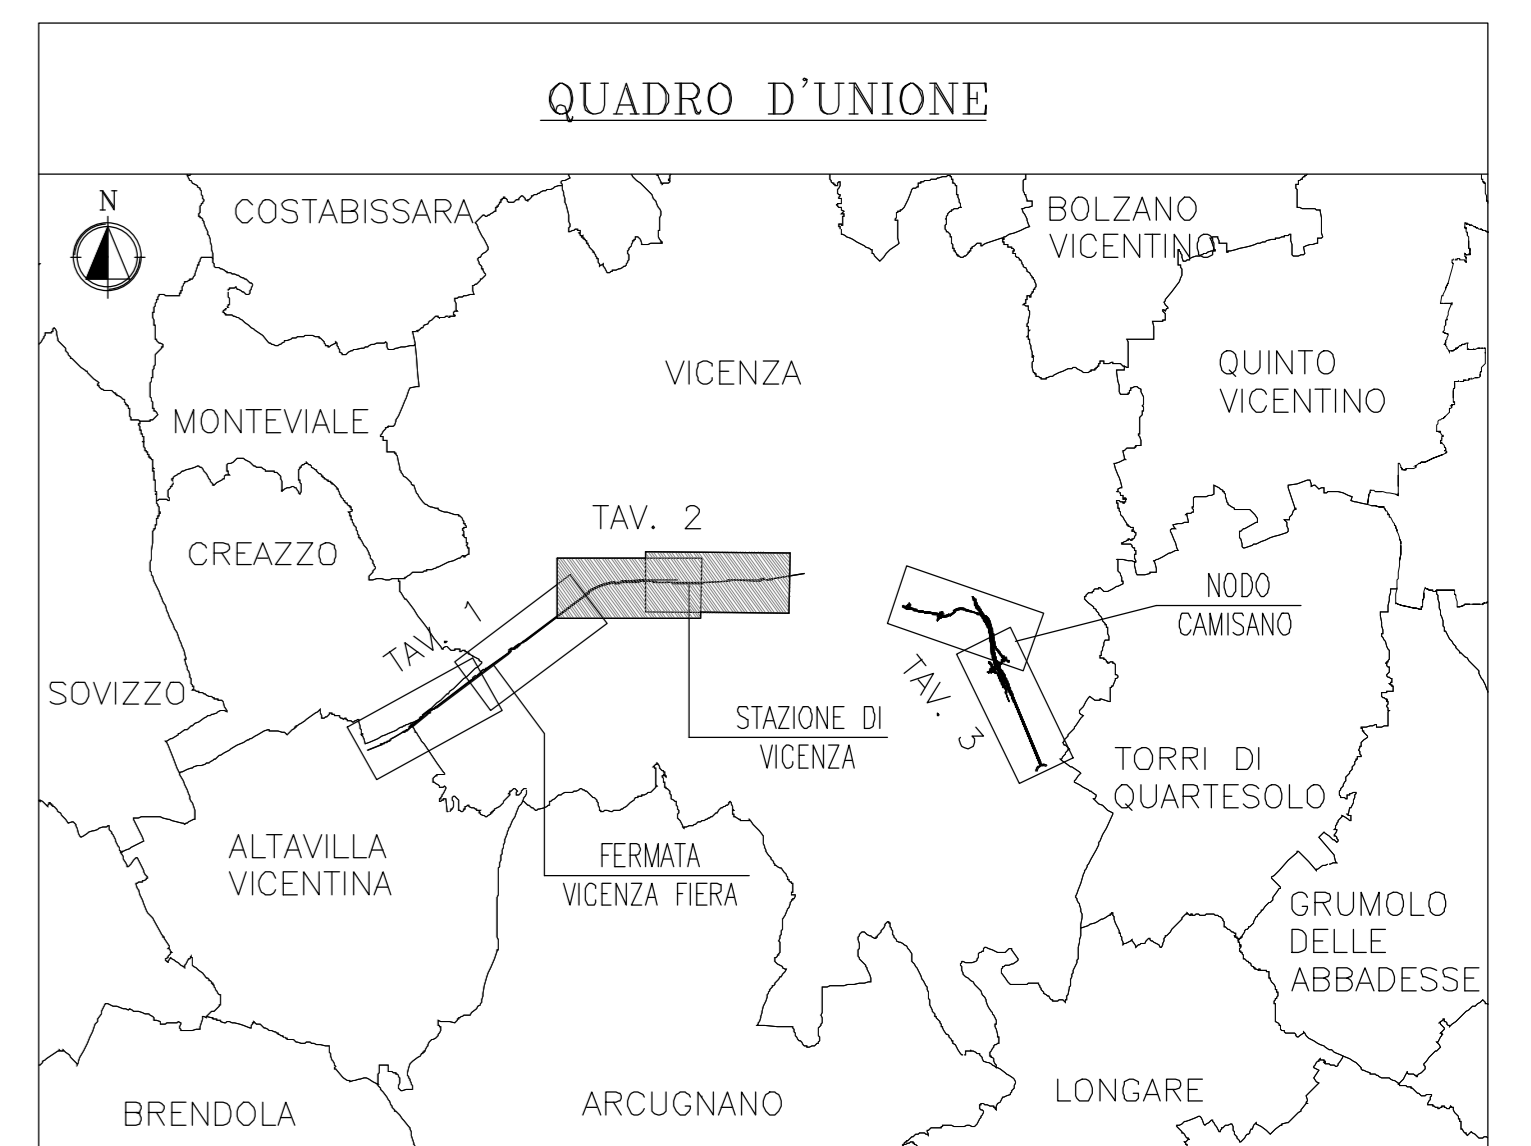 QUADRO D'UNIONE
N
COSTABISSARA
BOLZANO
VICENTINO
VICENZA
QUINTO
VICENTINO
MONTEVIALE
TAV. 2
CREAZZO
NODO
CAMISANO
TAV. 1
SOVIZZO
TAV. 3
STAZIONE DI
VICENZA
TORRI DI
QUARTESOLO
ALTAVILLA
VICENTINA
FERMATA
VICENZA FIERA
GRUMOLO
DELLE
ABBADESSE
BRENDOLA
ARCUGNANO
LONGARE